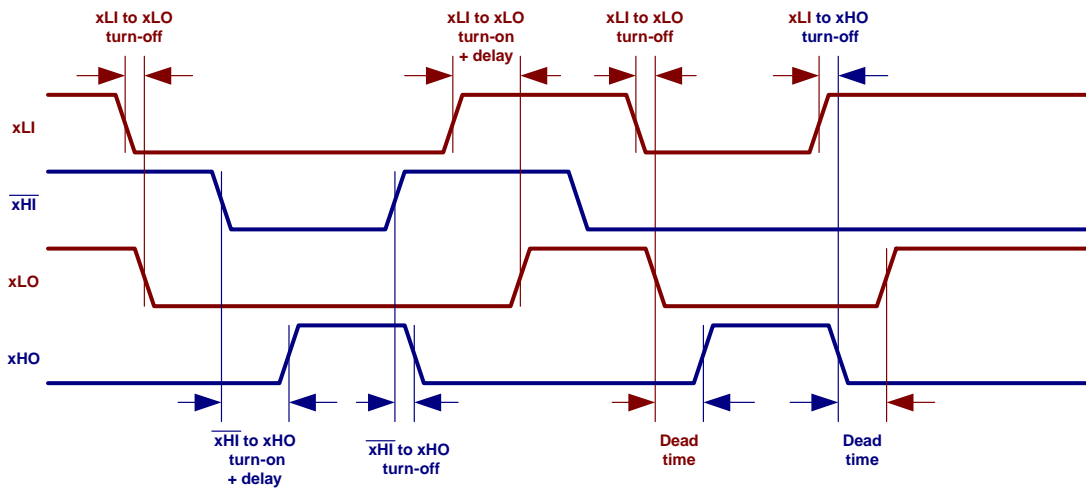 xLI to xLO
turn-off
xLI to xLO
turn-on
+ delay
xLI to xLO
turn-off
xLI to xHO
turn-off
xLI
xHI
xLO
xHO
xHI to xHO
turn-on
+ delay
xHI to xHO
turn-off
Dead
time
Dead
time